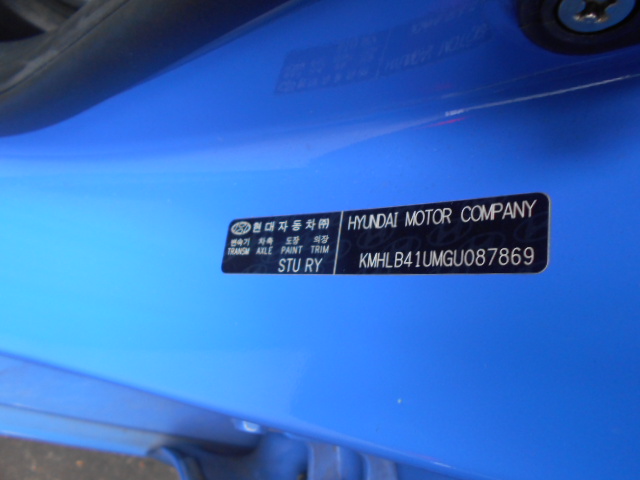 현대자동차㈜
변속기 차축 도장 의장
TRANSM AXLE PAINT TRIM
STU RY
HYUNDAI MOTOR COMPANY
KMHLB41UMGU087869